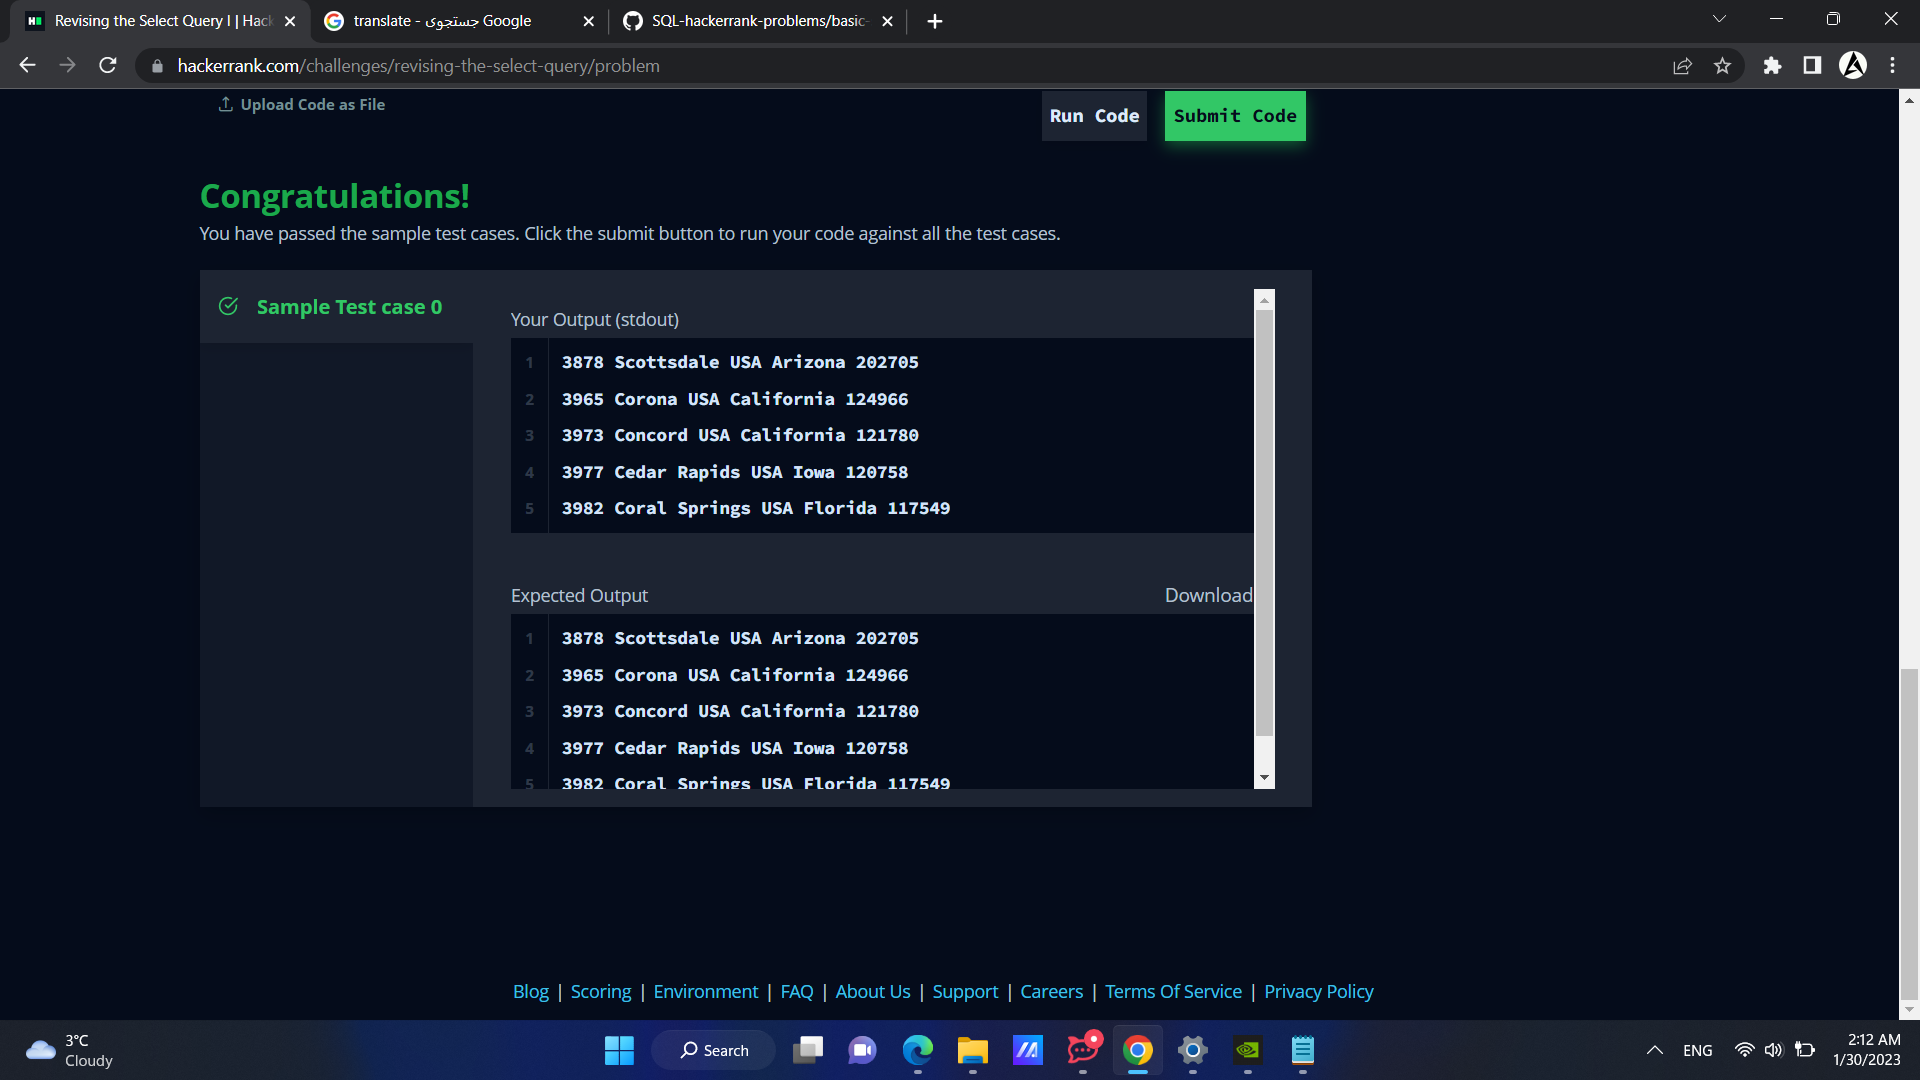 Revising the Select Query I | Hack
translate - جستجوی Google
SQL-hackerrank-problems/basic-
hackerrank.com/challenges/revising-the-select-query/problem
Upload Code as File
Run Code
Submit Code
Congratulations!
You have passed the sample test cases. Click the submit button to run your code against all the test cases.
Sample Test case 0
Your Output (stdout)
1 3878 Scottsdale USA Arizona 202705
2 3965 Corona USA California 124966
3 3973 Concord USA California 121780
4 3977 Cedar Rapids USA Iowa 120758
5 3982 Coral Springs USA Florida 117549
Expected Output
Download
1 3878 Scottsdale USA Arizona 202705
2 3965 Corona USA California 124966
3 3973 Concord USA California 121780
4 3977 Cedar Rapids USA Iowa 120758
5 3982 Coral Springs USA Florida 117549
Blog | Scoring | Environment | FAQ | About Us | Support | Careers | Terms Of Service | Privacy Policy
3°C
Cloudy
Search
ENG
2:12 AM
1/30/2023